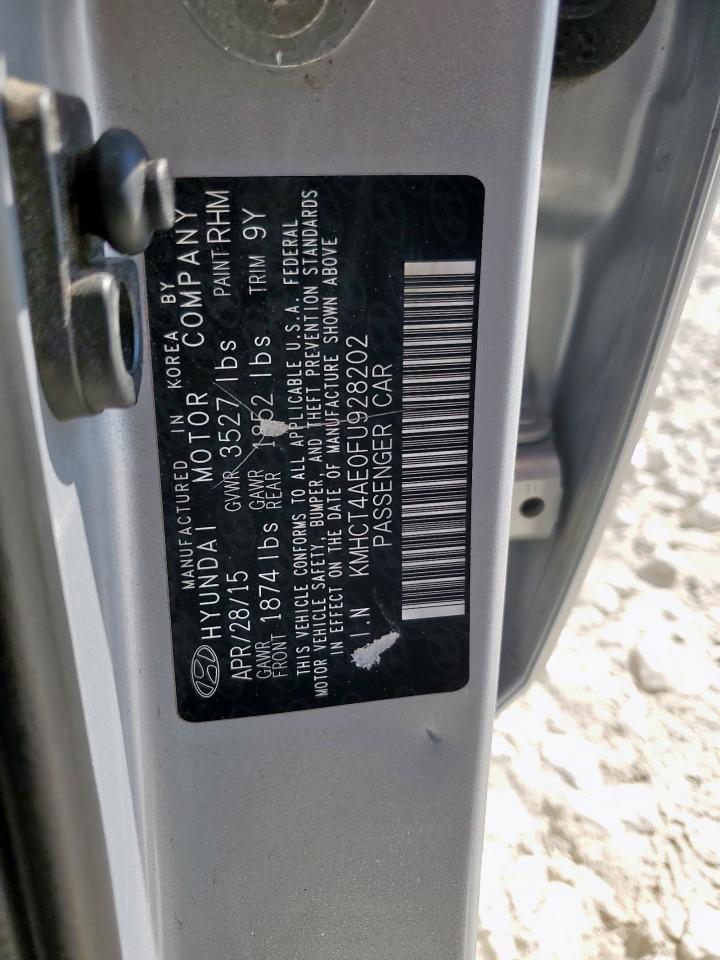 MANUFACTURED IN KOREA BY
HYUNDAI MOTOR COMPANY
APR/28/15 GVWR 3527 lbs PAINT RHM
GAWR FRONT 1874 lbs GAWR REAR lbs TRIM 9Y
THIS VEHICLE CONFORMS TO ALL APPLICABLE U.S.A. FEDERAL
MOTOR VEHICLE SAFETY, BUMPER, AND THEFT PREVENTION STANDARDS
IN EFFECT ON THE DATE OF MANUFACTURE SHOWN ABOVE
I.N KMHCT4AE0FU928202
PASSENGER CAR